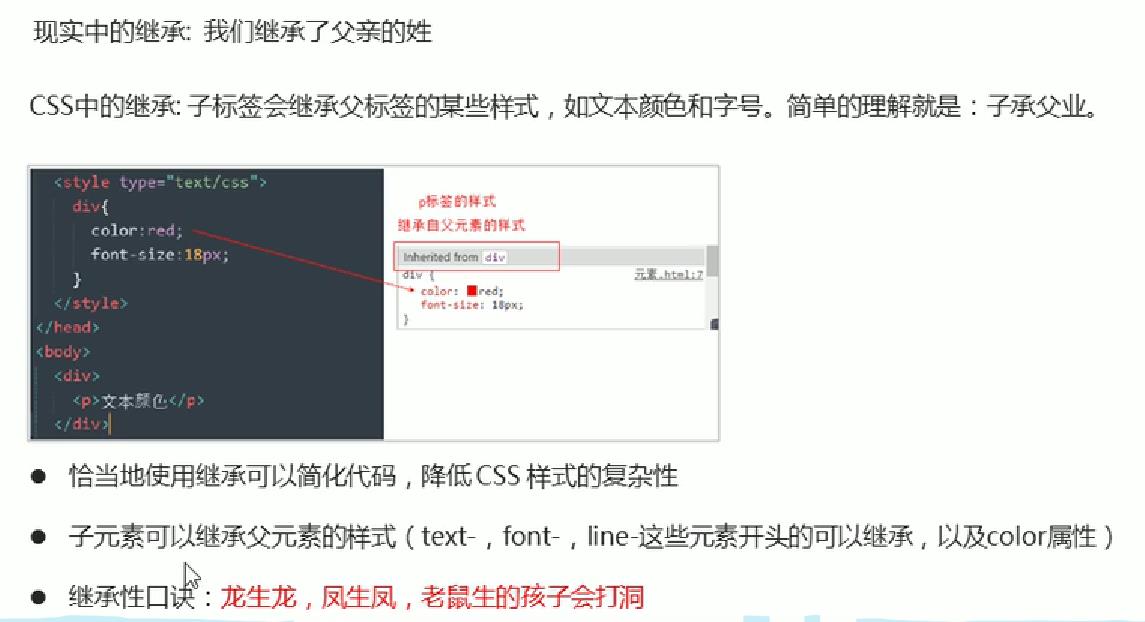 现实中的继承: 我们继承了父亲的姓
CSS中的继承: 子标签会继承父标签的某些样式，如文本颜色和字号。简单的理解就是：子承父业。
<style type="text/css">
div{
color:red;
font-size:18px;
}
</style>
</head>
<body>
<div>
<p>文本颜色</p>
</div>
p标签的样式
继承自父元素的样式
Inherited from div
div {
元素.html:7
color: red;
font-size: 18px;
}
● 恰当地使用继承可以简化代码，降低 CSS 样式的复杂性
● 子元素可以继承父元素的样式（text-，font-，line-这些元素开头的可以继承，以及color属性）
● 继承性口诀：龙生龙，凤生凤，老鼠生的孩子会打洞